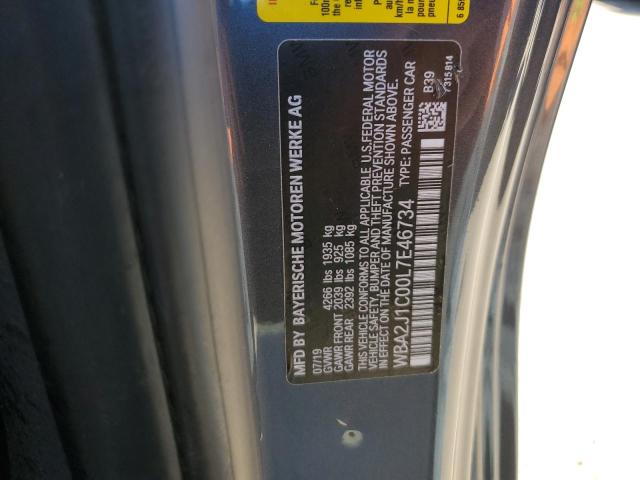 MFD BY BAYERISCHE MOTOREN WERKE AG
07/19
GVWR 4266 lbs 1935 kg
GAWR FRONT 2039 lbs 925 kg
GAWR REAR 2392 lbs 1085 kg
THIS VEHICLE CONFORMS TO ALL APPLICABLE U.S.FEDERAL MOTOR
VEHICLE SAFETY, BUMPER AND THEFT PREVENTION STANDARDS
IN EFFECT ON THE DATE OF MANUFACTURE SHOWN ABOVE.
WBA2J1C00L7E46734 TYPE: PASSENGER CAR
B39
7315814